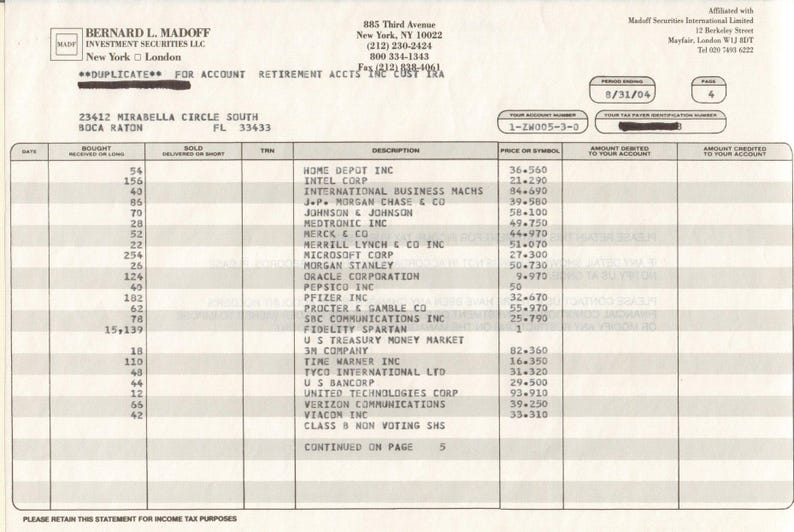 Affiliated with
Madoff Securities International Limited
12 Berkeley Street
Mayfair, London W1J 8DT
Tel 020 7493 6222
MADF
BERNARD L. MADOFF
INVESTMENT SECURITIES LLC
New York □ London
885 Third Avenue
New York, NY 10022
(212) 230-2424
800 334-1343
Fax (212) 838-4061
**DUPLICATE** FOR ACCOUNT RETIREMENT ACCTS INC CUST IRA
PERIOD ENDING
8/31/04
PAGE
4
23412 MIRABELLA CIRCLE SOUTH
BOCA RATON FL 33433
YOUR ACCOUNT NUMBER
1-ZW005-3-0
YOUR TAX PAYER IDENTIFICATION NUMBER
DATE BOUGHT RECEIVED OR LONG SOLD DELIVERED OR SHORT TRN DESCRIPTION PRICE OR SYMBOL AMOUNT DEBITED TO YOUR ACCOUNT AMOUNT CREDITED TO YOUR ACCOUNT
54 HOME DEPOT INC 36.560
156 INTEL CORP 21.290
40 INTERNATIONAL BUSINESS MACHS 84.690
86 J.P. MORGAN CHASE & CO 39.580
70 JOHNSON & JOHNSON 58.100
28 MEDTRONIC INC 49.750
52 MERCK & CO 44.970
22 MERRILL LYNCH & CO INC 51.070
254 MICROSOFT CORP 27.300
26 MORGAN STANLEY 50.730
124 ORACLE CORPORATION 9.970
40 PEPSICO INC 50
182 PFIZER INC 32.670
62 PROCTER & GAMBLE CO 55.970
78 SBC COMMUNICATIONS INC 25.790
15,139 FIDELITY SPARTAN 1
U S TREASURY MONEY MARKET
18 3M COMPANY 82.360
110 TIME WARNER INC 16.350
48 TYCO INTERNATIONAL LTD 31.320
44 U S BANCORP 29.500
12 UNITED TECHNOLOGIES CORP 93.910
66 VERIZON COMMUNICATIONS 39.250
42 VIACOM INC 33.310
CLASS B NON VOTING SHS
CONTINUED ON PAGE 5
PLEASE RETAIN THIS STATEMENT FOR INCOME TAX PURPOSES